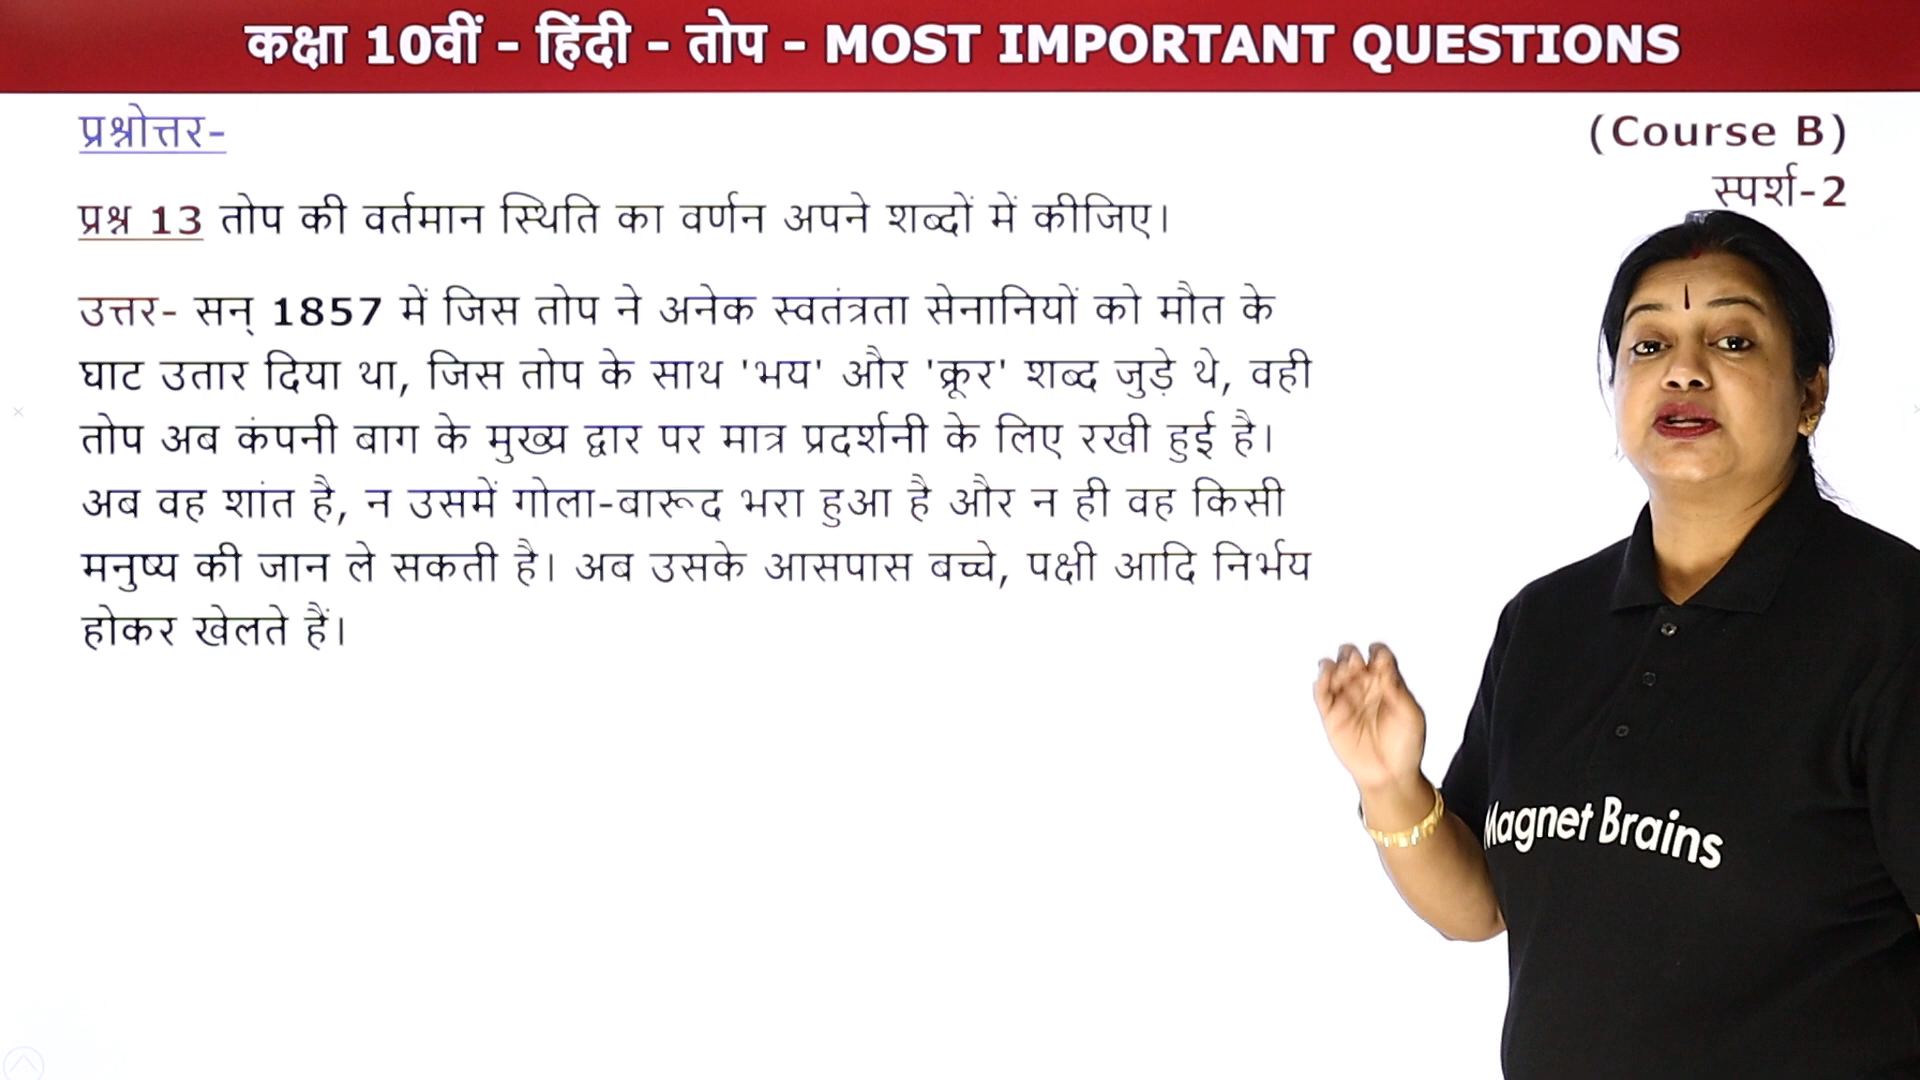 कक्षा 10वीं - हिंदी - तोप - MOST IMPORTANT QUESTIONS
प्रश्नोत्तर-
(Course B)
स्पर्श-2
प्रश्न 13 तोप की वर्तमान स्थिति का वर्णन अपने शब्दों में कीजिए।
उत्तर- सन् 1857 में जिस तोप ने अनेक स्वतंत्रता सेनानियों को मौत के
घाट उतार दिया था, जिस तोप के साथ 'भय' और 'क्रूर' शब्द जुड़े थे, वही
तोप अब कंपनी बाग के मुख्य द्वार पर मात्र प्रदर्शनी के लिए रखी हुई है।
अब वह शांत है, न उसमें गोला-बारूद भरा हुआ है और न ही वह किसी
मनुष्य की जान ले सकती है। अब उसके आसपास बच्चे, पक्षी आदि निर्भय
होकर खेलते हैं।
Magnet Brains